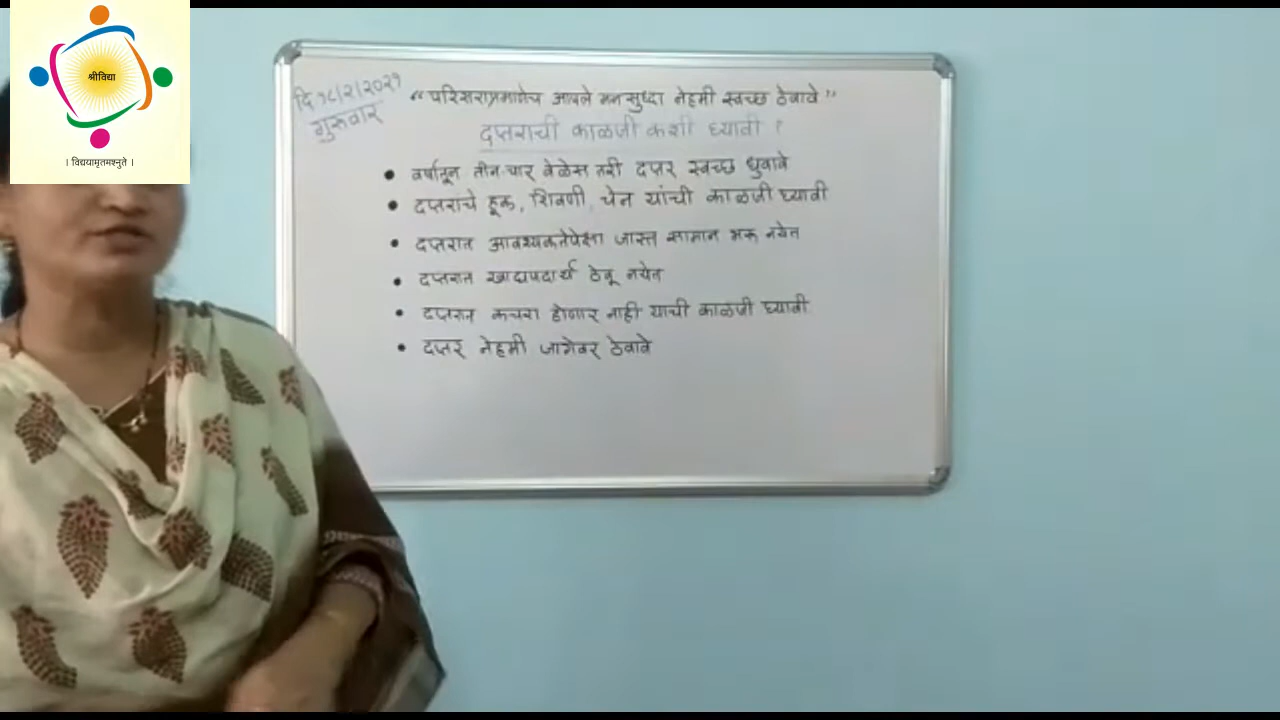 श्रीविद्या
। विद्ययामृतमश्नुते ।
दि १८/२/२०२१
गुरुवार
“ परिसराप्रमाणेच आपले मनसुध्दा नेहमी स्वच्छ ठेवावे ”
दप्तराची काळजी कशी घ्यावी ?
• वर्षातून तीन-चार वेळेस तरी दप्तर स्वच्छ धुवावे
• दप्तराचे हूक, शिवणी, चेन यांची काळजी घ्यावी
• दप्तरात आवश्यकतेपेक्षा जास्त सामान भरू नयेत
• दप्तरात खाद्यपदार्थ ठेवू नयेत
• दप्तरात कचरा होणार नाही याची काळजी घ्यावी
• दप्तर नेहमी जागेवर ठेवावे